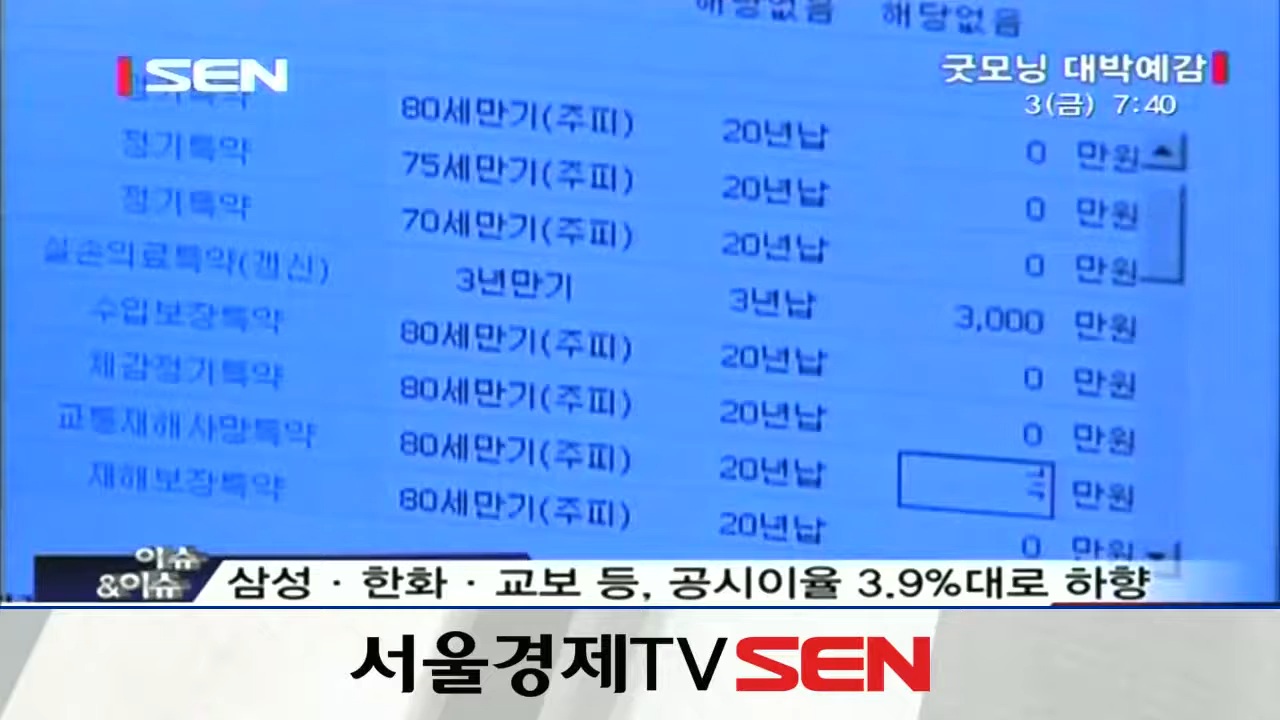 해당없음 해당없음
SEN
굿모닝 대박예감
3(금) 7:40
정기특약 80세만기(주피) 20년납 0 만원
정기특약 75세만기(주피) 20년납 0 만원
70세만기(주피) 20년납 0 만원
실손의료특약(갱신) 3년만기 3년납 3,000 만원
수입보장특약 80세만기(주피) 20년납 0 만원
체감정기특약 80세만기(주피) 20년납 0 만원
교통재해사망특약 80세만기(주피) 20년납 만원
재해보장특약 80세만기(주피) 20년납 0 만원
이슈
&이슈
삼성 · 한화 · 교보 등, 공시이율 3.9%대로 하향
서울경제TV SEN